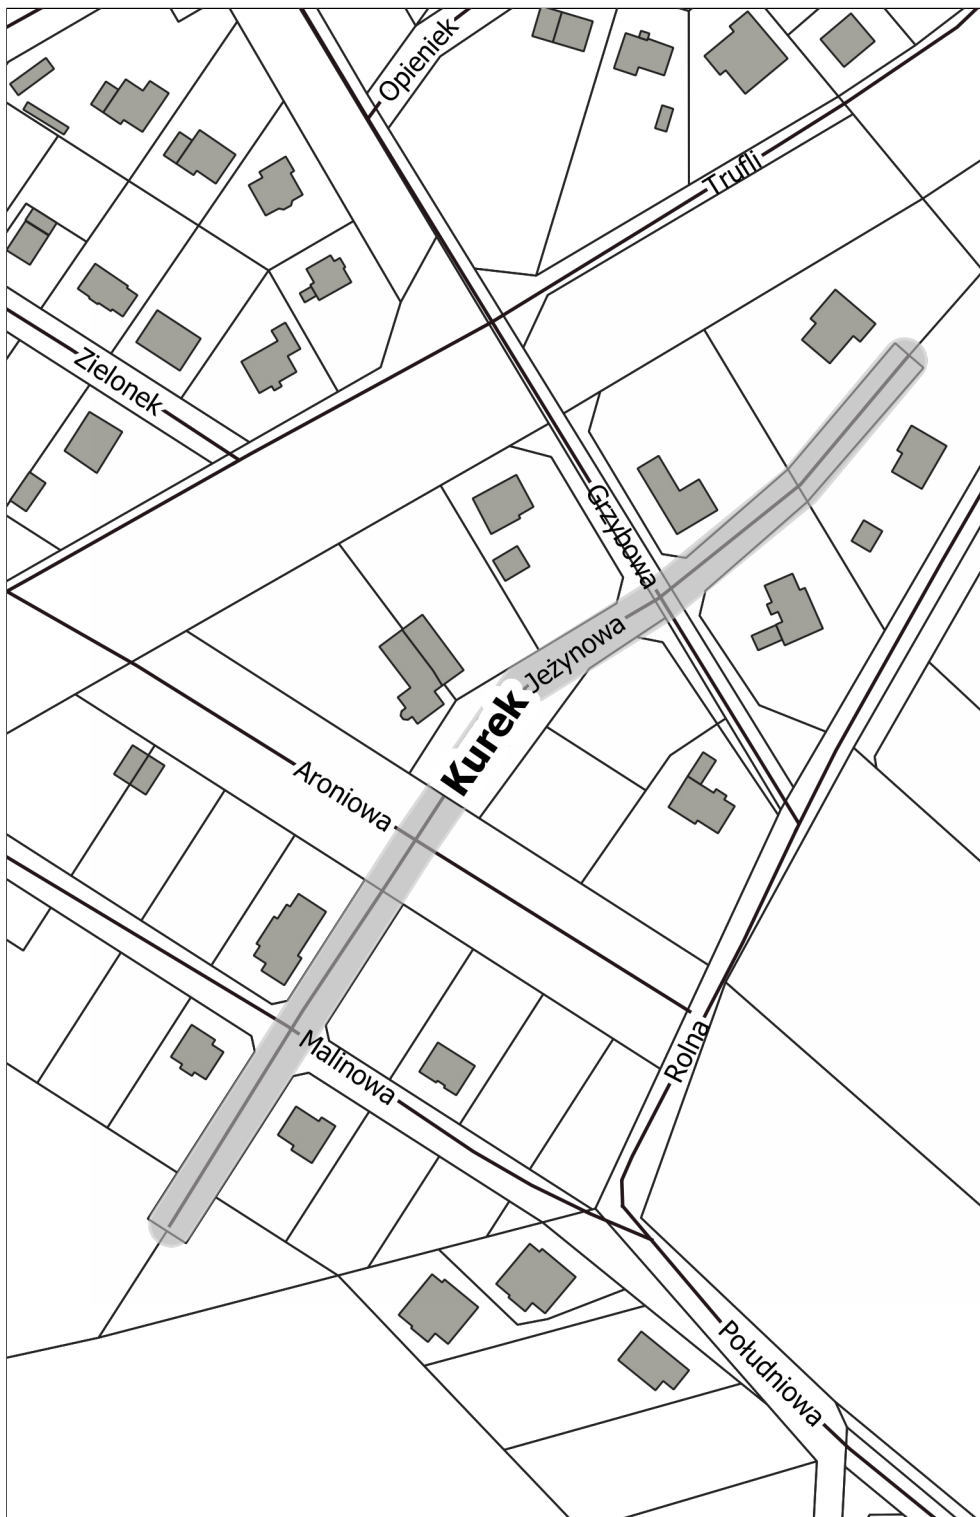 Opieniek
Trufli
Zielonek
Grzybowa
Jeżynowa
Kurek
Aroniowa
Malinowa
Rolna
Południowa